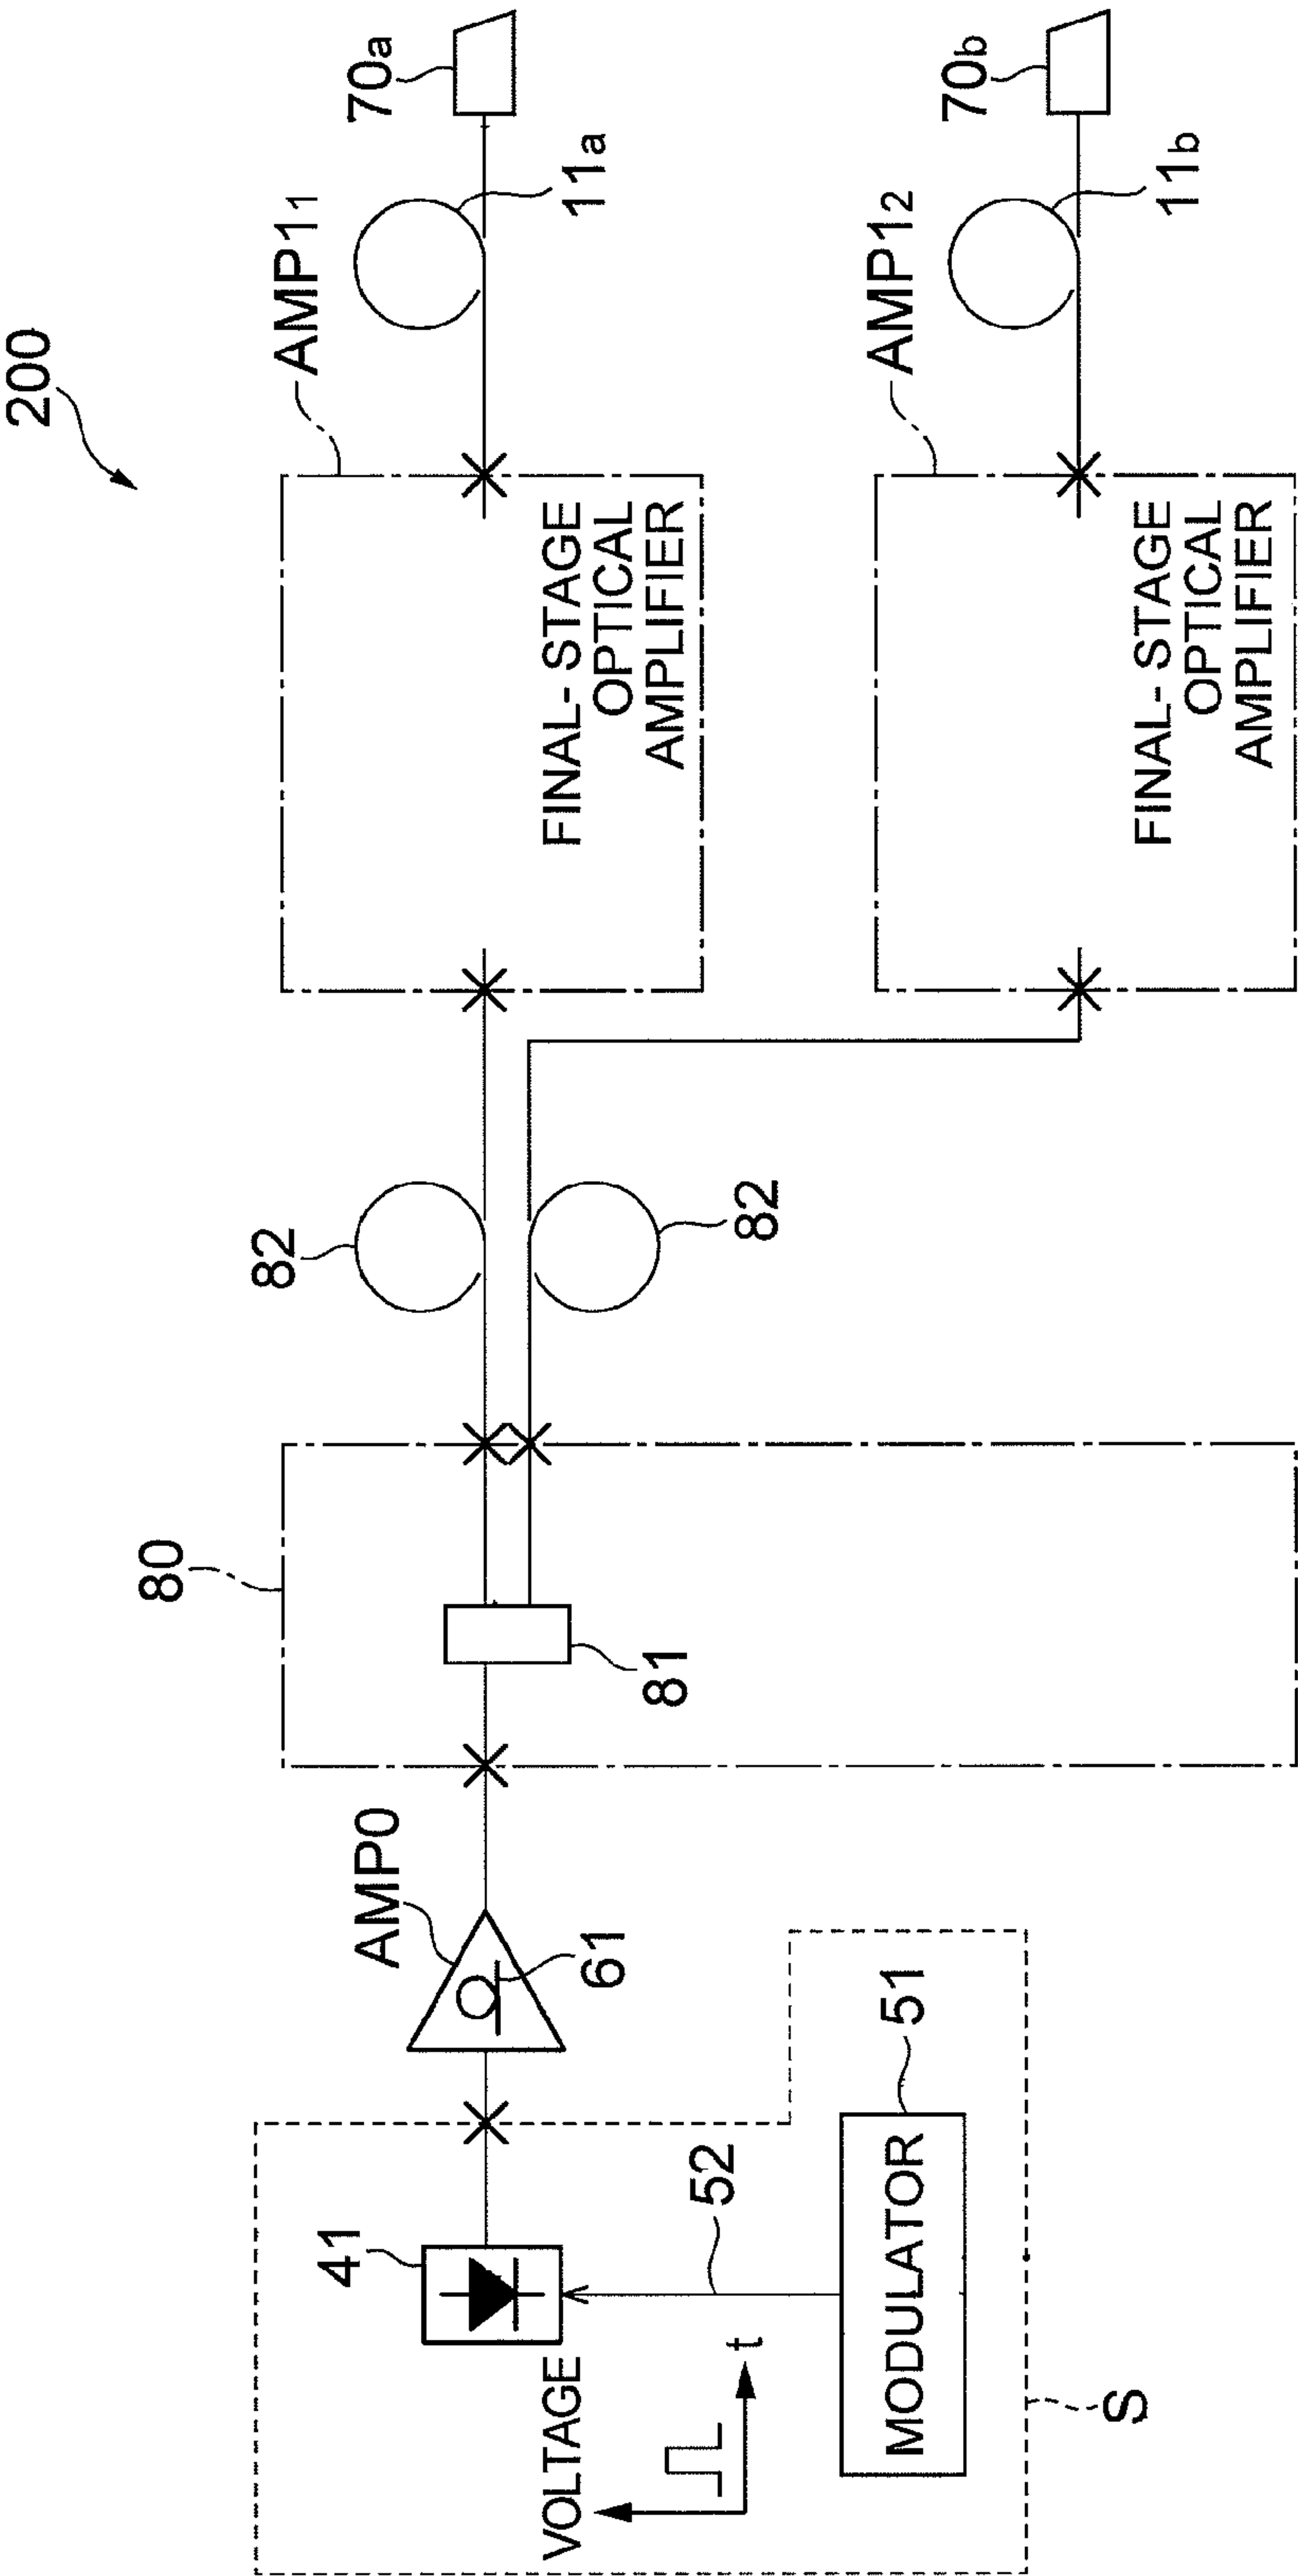 200
AMP1₁
70a
11a
FINAL- STAGE
OPTICAL
AMPLIFIER
AMP1₂
70b
11b
FINAL- STAGE
OPTICAL
AMPLIFIER
82
82
80
81
AMP0
61
41
52
VOLTAGE
t
MODULATOR
51
S